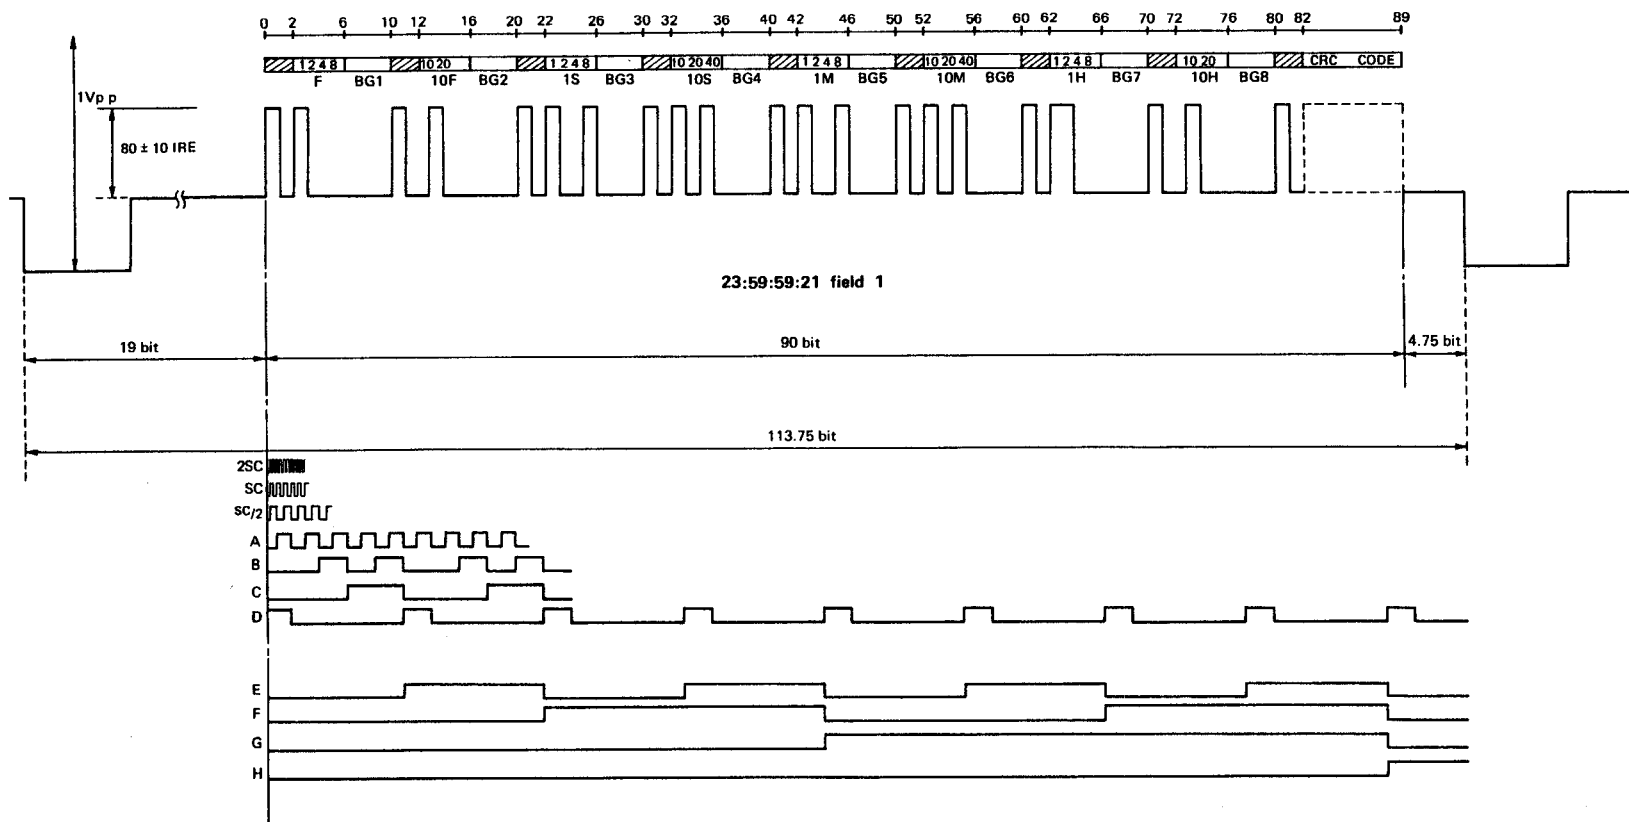 0 2 6 10 12 16 20 22 26 30 32 36 40 42 46 50 52 56 60 62 66 70 72 76 80 82 89
1 2 4 8 10 20 1 2 4 8 10 20 40 1 2 4 8 10 20 40 1 2 4 8 10 20 CRC CODE
F BG1 10F BG2 1S BG3 10S BG4 1M BG5 10M BG6 1H BG7 10H BG8
1Vp p
80 ± 10 IRE
23:59:59:21 field 1
19 bit 90 bit 4.75 bit
113.75 bit
2SC
SC
SC/2
A
B
C
D
E
F
G
H